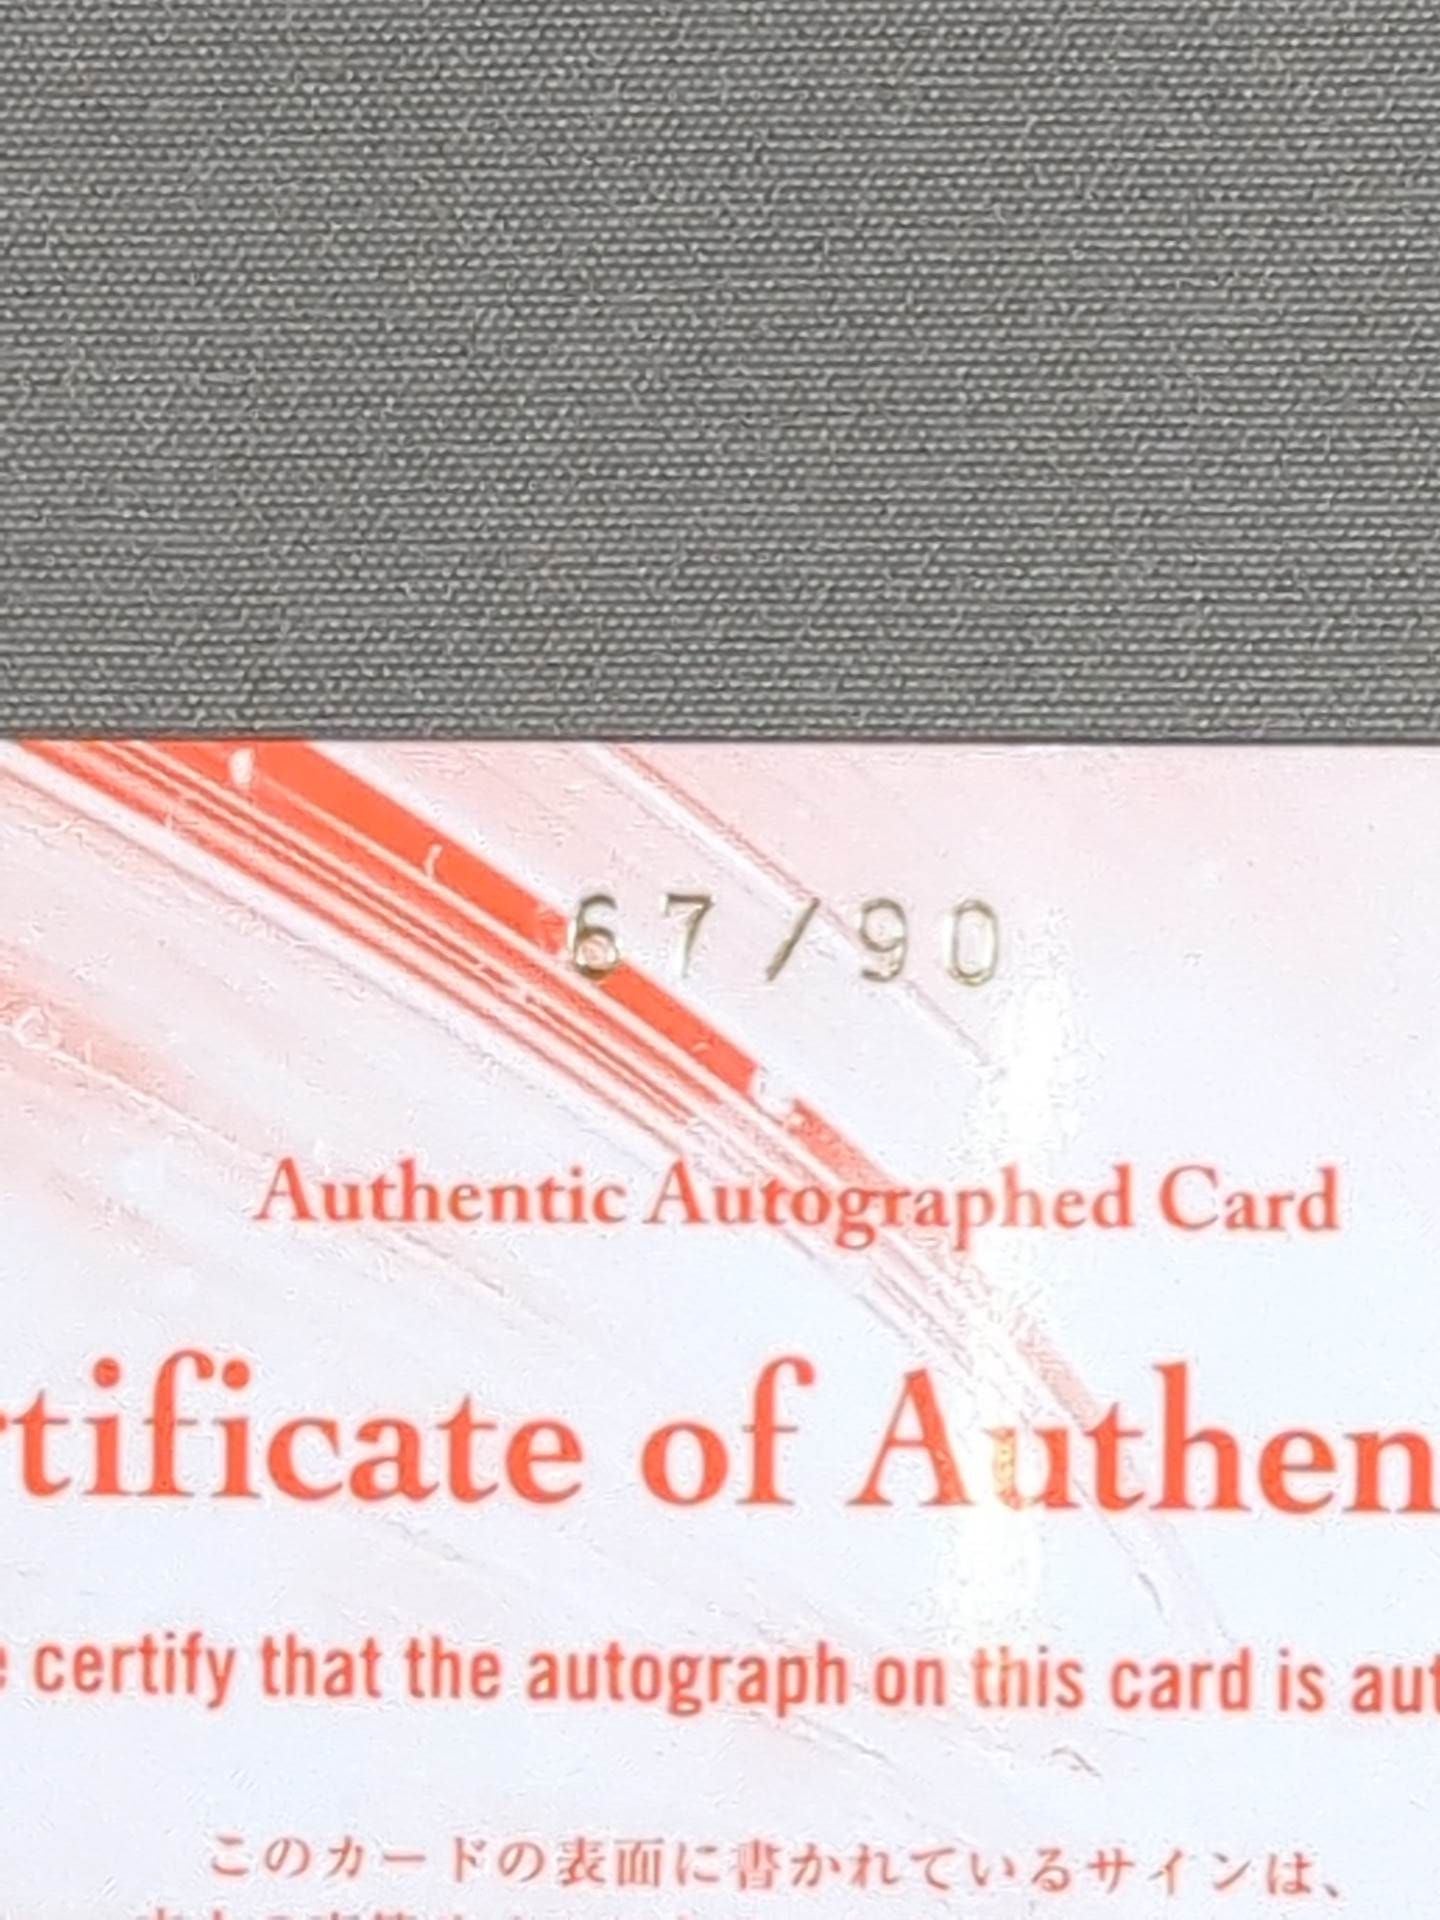 67/90
Authentic Autographed Card
rtificate of Authen
certify that the autograph on this card is aut
このカードの表面に書かれているサインは、